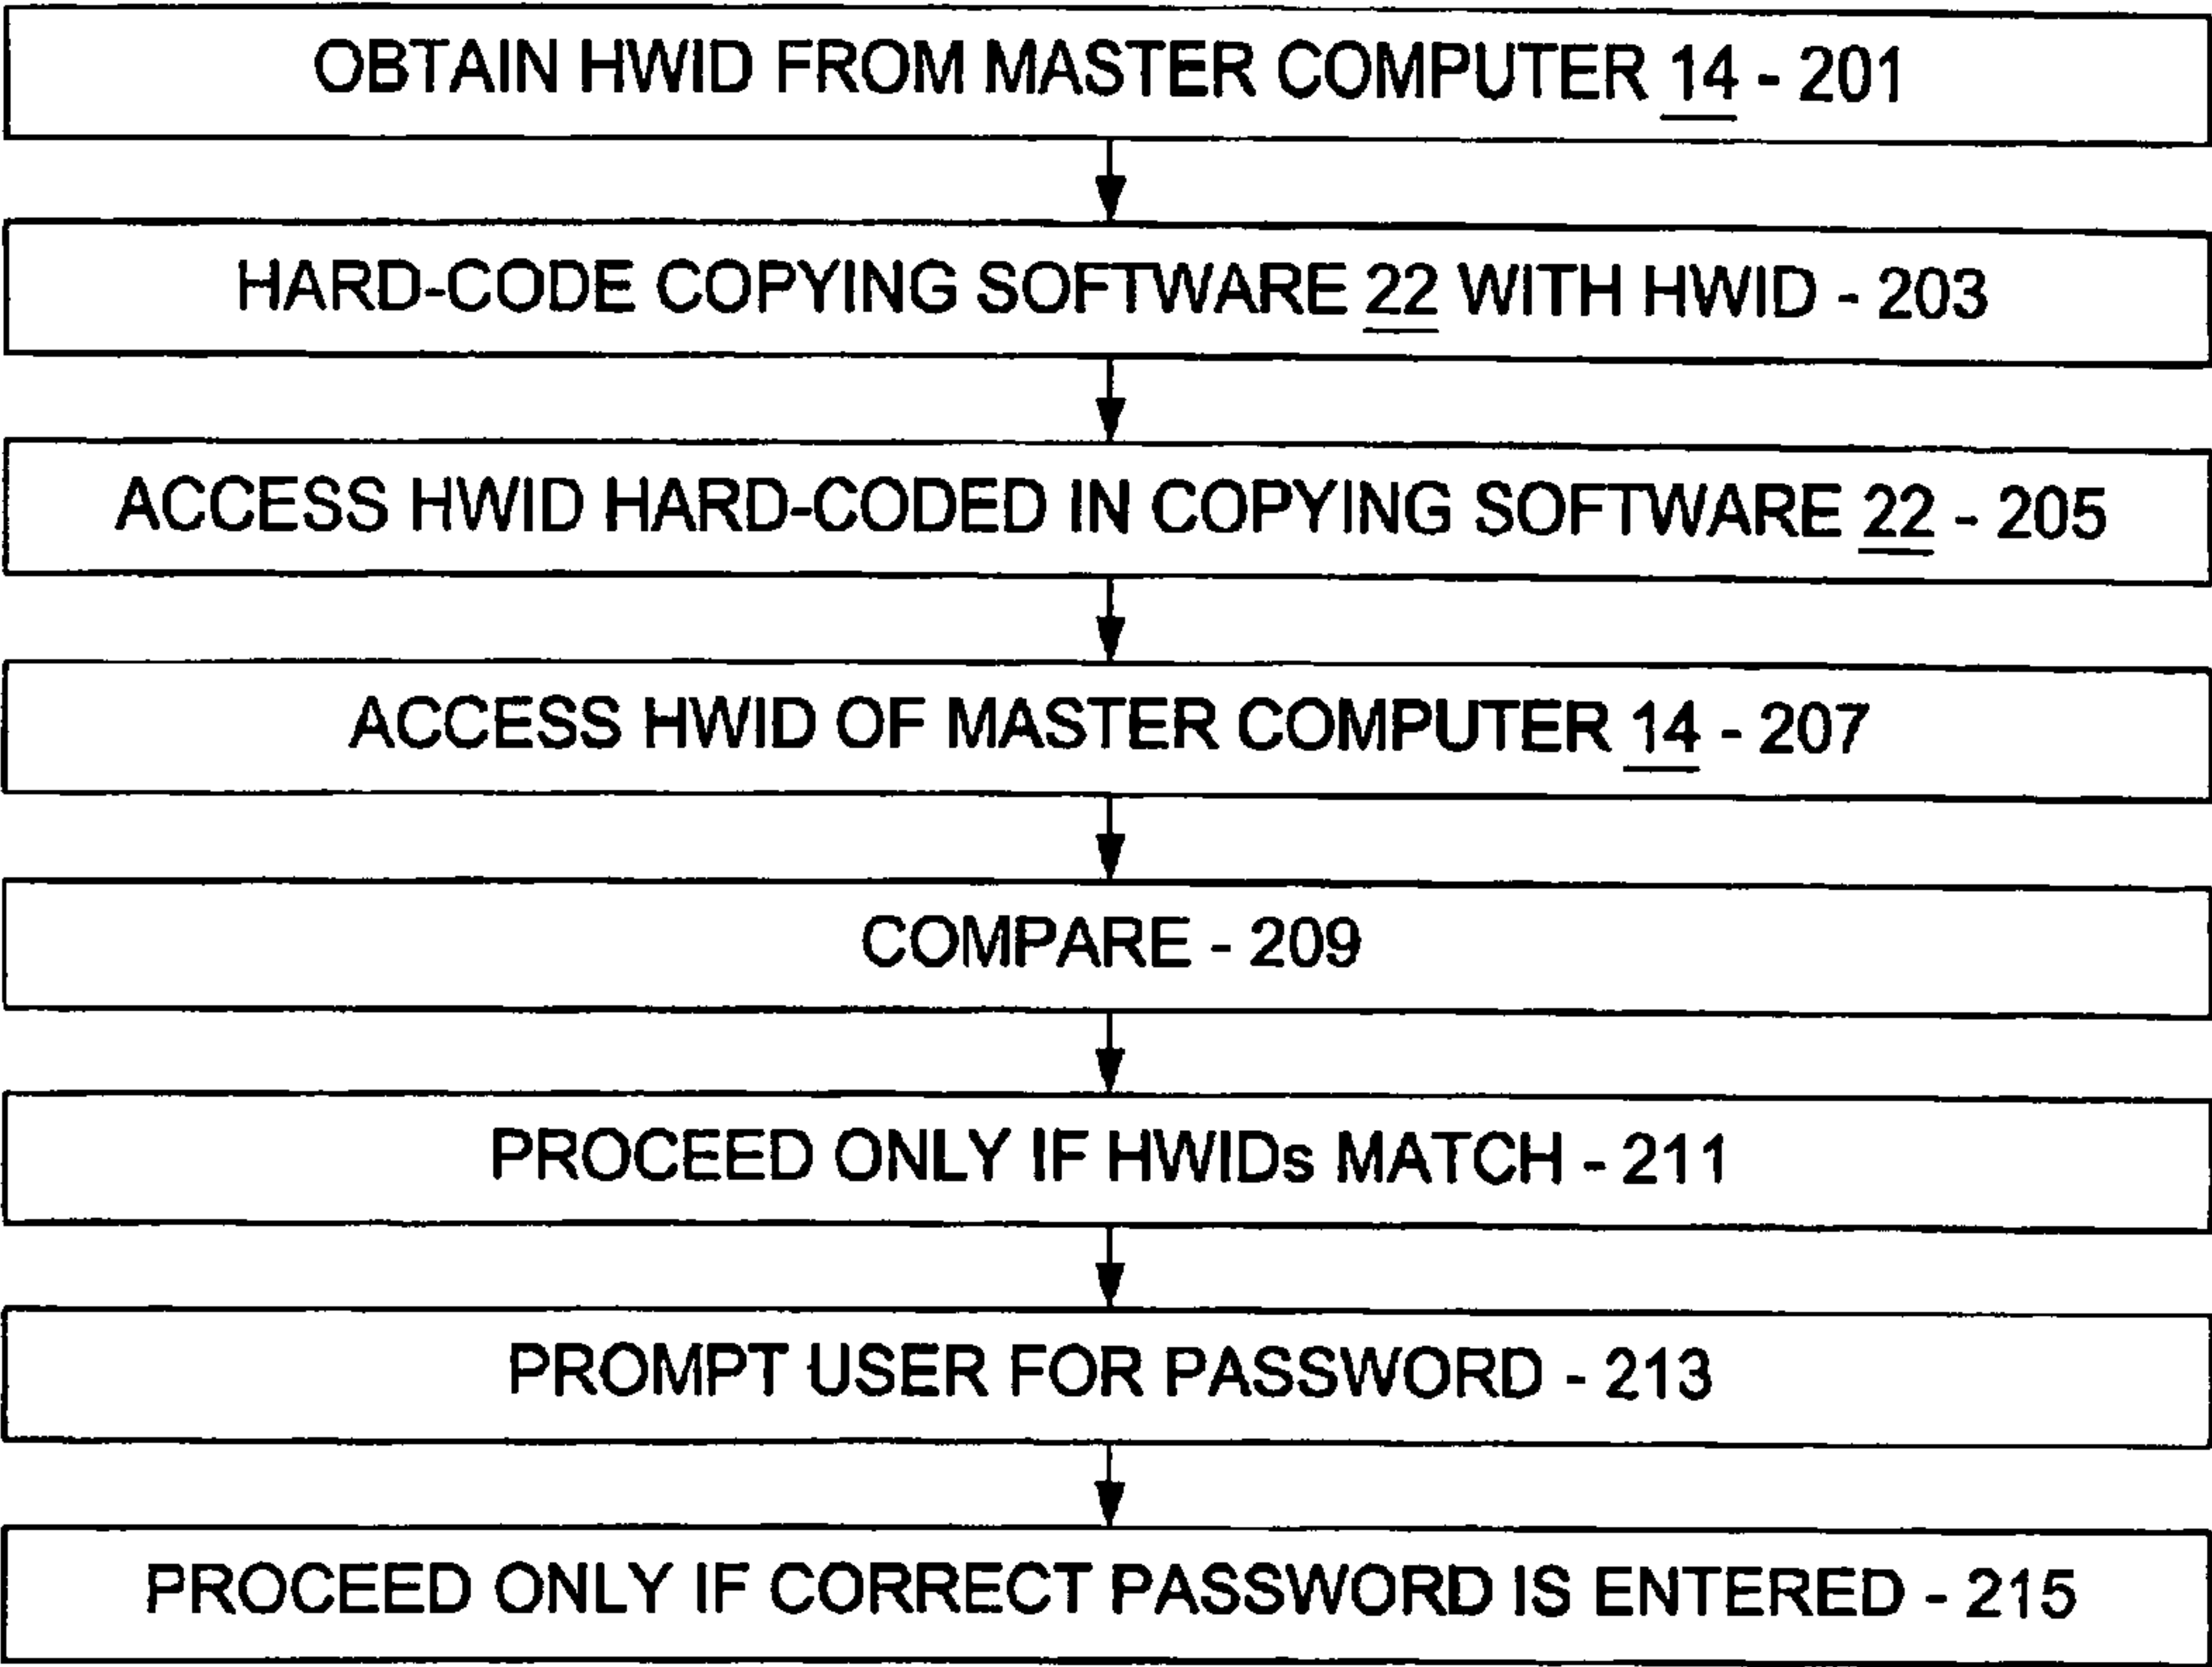 OBTAIN HWID FROM MASTER COMPUTER 14 - 201
HARD-CODE COPYING SOFTWARE 22 WITH HWID - 203
ACCESS HWID HARD-CODED IN COPYING SOFTWARE 22 - 205
ACCESS HWID OF MASTER COMPUTER 14 - 207
COMPARE - 209
PROCEED ONLY IF HWIDs MATCH - 211
PROMPT USER FOR PASSWORD - 213
PROCEED ONLY IF CORRECT PASSWORD IS ENTERED - 215